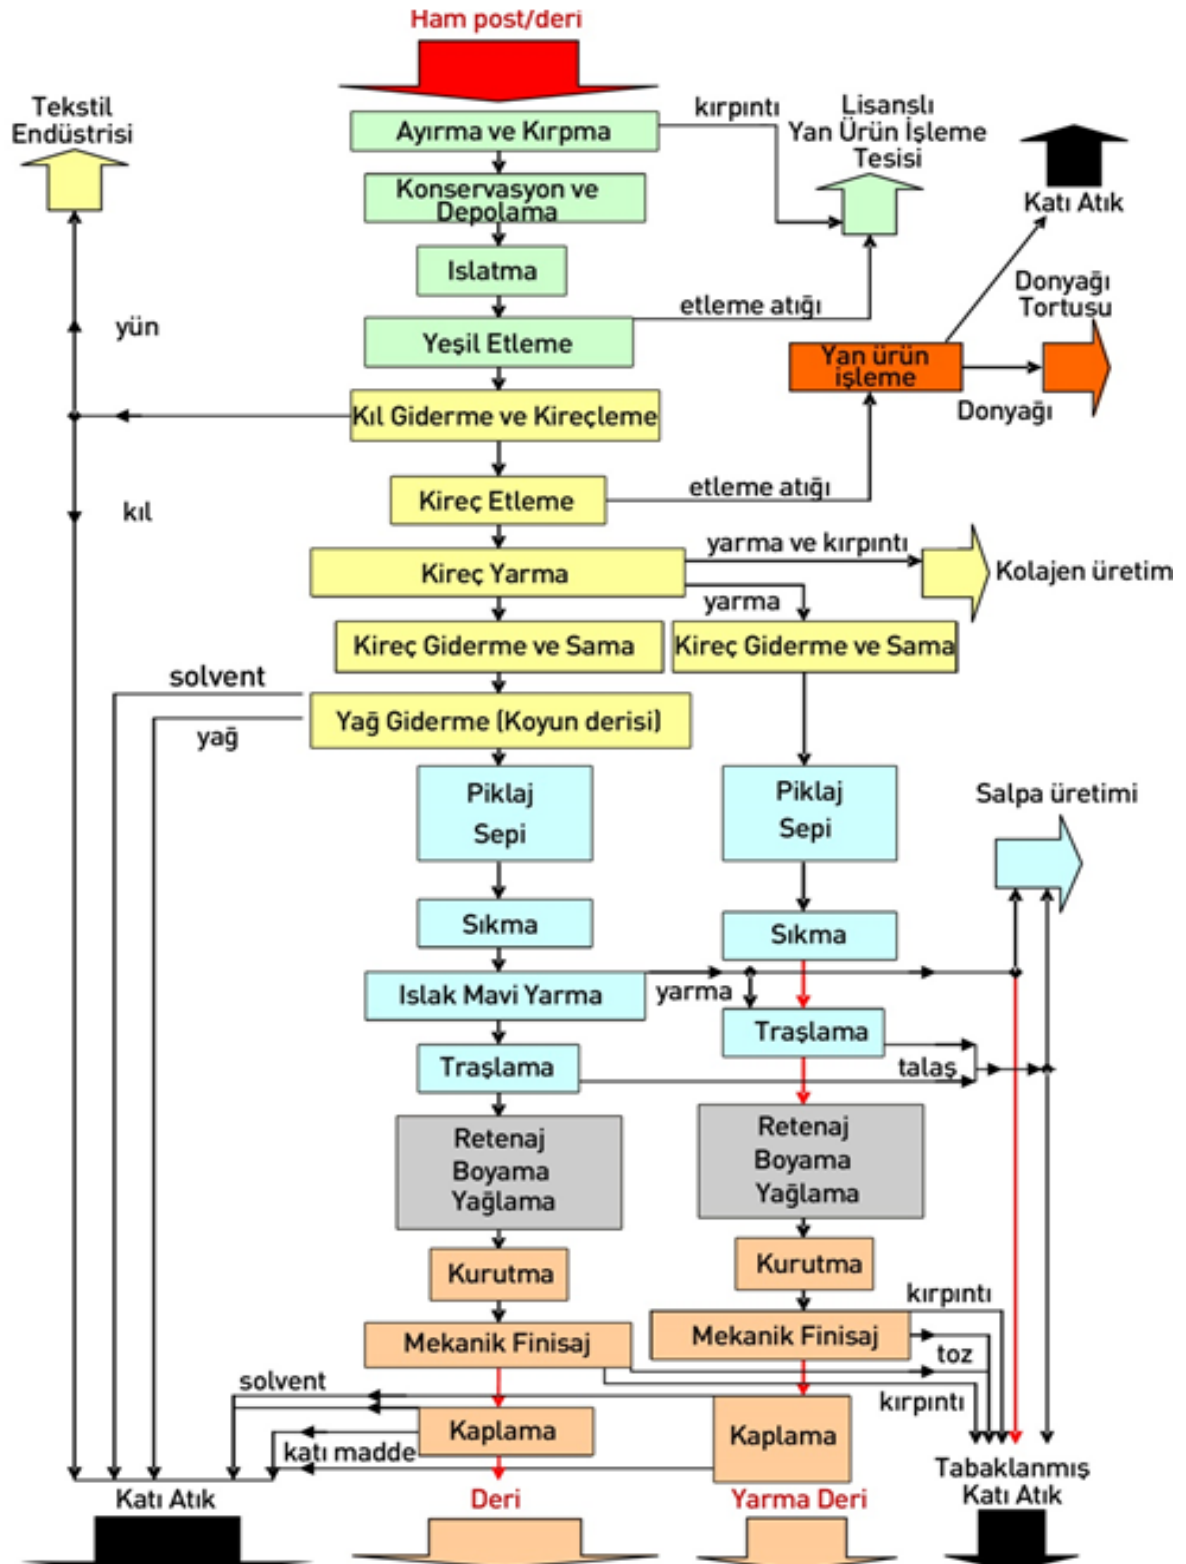 Ham post/deri
Tekstil
Endüstrisi
kırpıntı
Lisanslı
Yan Ürün İşleme
Tesisi
Ayırma ve Kırpma
Konservasyon ve
Depolama
Katı Atık
Islatma
Donyağı
Tortusu
etleme atığı
yün
Yeşil Etleme
Yan ürün
işleme
Donyağı
Kıl Giderme ve Kireçleme
kıl
Kireç Etleme
etleme atığı
yarma ve kırpıntı
Kireç Yarma
Kolajen üretim
yarma
Kireç Giderme ve Sama
Kireç Giderme ve Sama
solvent
Yağ Giderme (Koyun derisi)
yağ
Piklaj
Sepi
Piklaj
Sepi
Salpa üretimi
Sıkma
Sıkma
Islak Mavi Yarma
yarma
Traşlama
Traşlama
talaş
Retenaj
Boyama
Yağlama
Retenaj
Boyama
Yağlama
Kurutma
Kurutma
kırpıntı
Mekanik Finisaj
Mekanik Finisaj
toz
solvent
kırpıntı
Kaplama
Kaplama
katı madde
Tabaklanmış
Katı Atık
Katı Atık
Deri
Yarma Deri